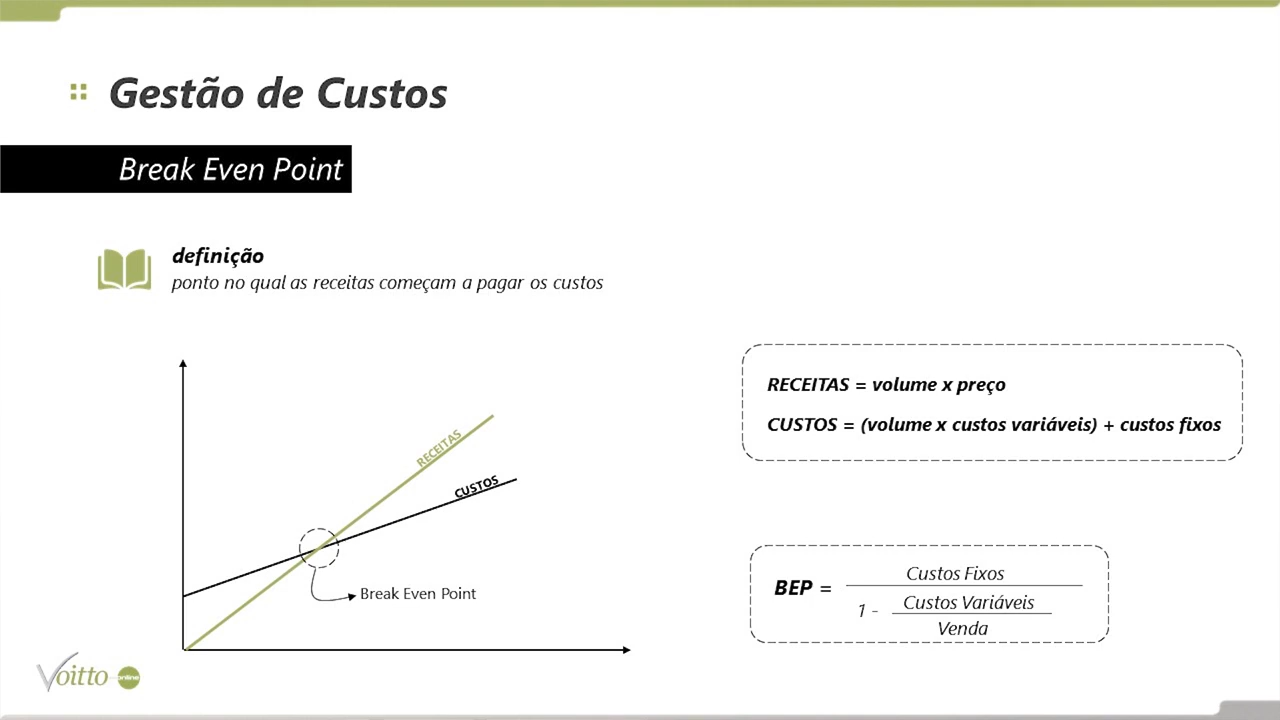 Gestão de Custos
Break Even Point
definição
ponto no qual as receitas começam a pagar os custos
RECEITAS
CUSTOS
Break Even Point
RECEITAS = volume x preço
CUSTOS = (volume x custos variáveis) + custos fixos
BEP =
Custos Fixos
1 -
Custos Variáveis
Venda
Voitto online